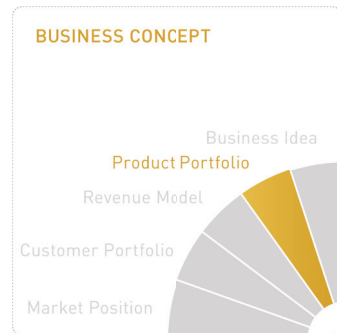 BUSINESS CONCEPT
Business Idea
Product Portfolio
Revenue Model
Customer Portfolio
Market Position